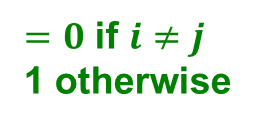 = 0 if i ≠ j
1 otherwise